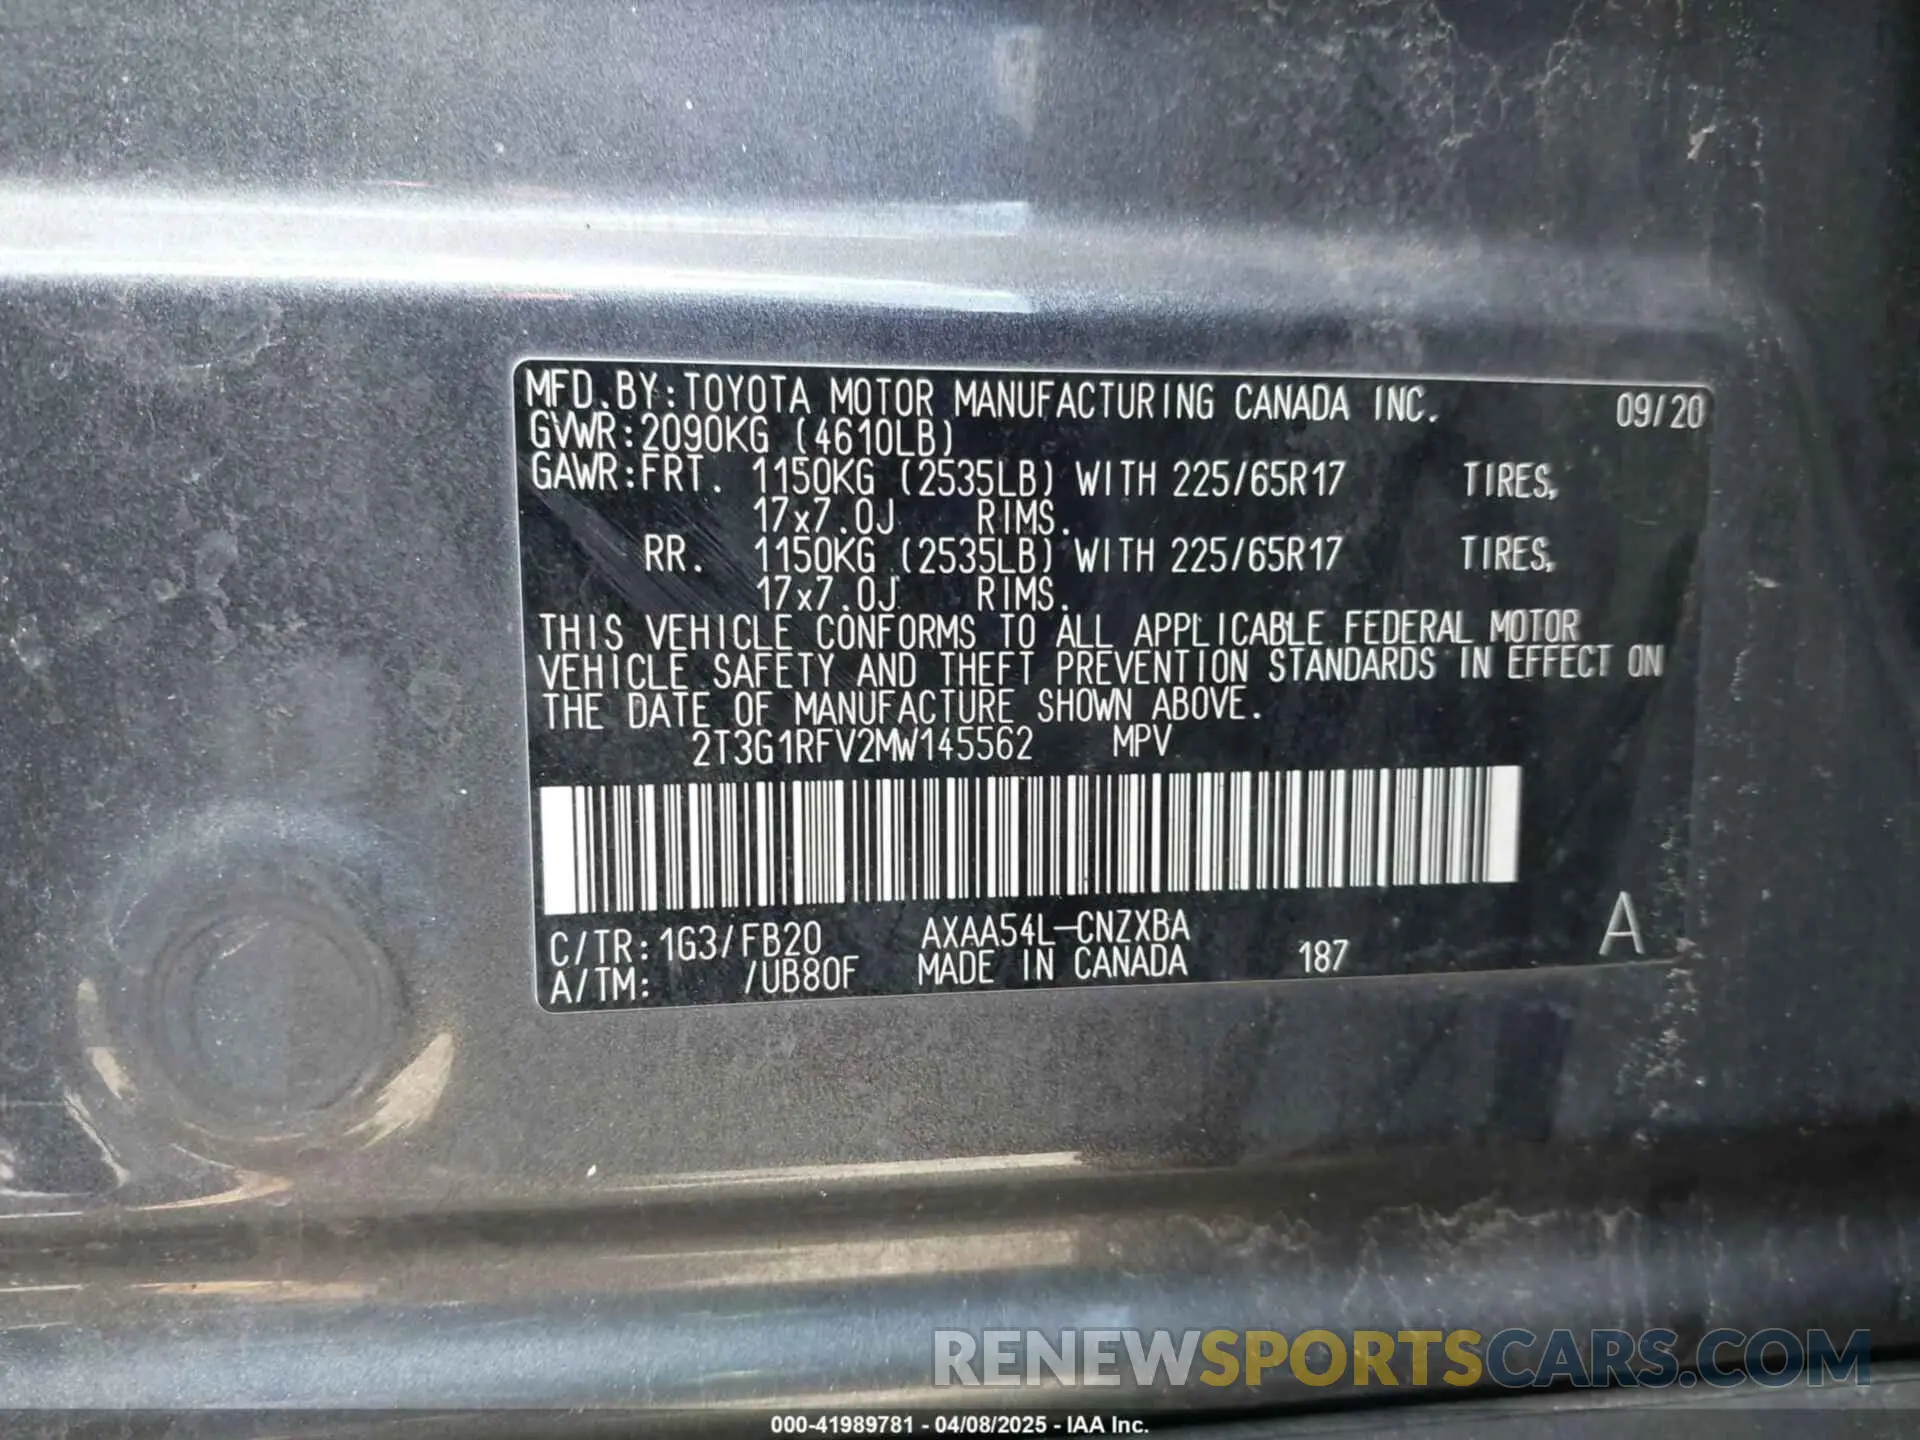 MFD.BY:TOYOTA MOTOR MANUFACTURING CANADA INC. 09/20
GVWR:2090KG (4610LB)
GAWR:FRT. 1150KG (2535LB) WITH 225/65R17 TIRES,
17x7.0J RIMS.
RR. 1150KG (2535LB) WITH 225/65R17 TIRES,
17x7.0J RIMS.
THIS VEHICLE CONFORMS TO ALL APPLICABLE FEDERAL MOTOR
VEHICLE SAFETY AND THEFT PREVENTION STANDARDS IN EFFECT ON
THE DATE OF MANUFACTURE SHOWN ABOVE.
2T3G1RFV2MW145562 MPV
C/TR:1G3/FB20 AXAA54L-CNZXBA
A/TM: /UB80F MADE IN CANADA 187 A
RENEWSPORTSCARS.COM
000-41989781 - 04/08/2025 - IAA Inc.